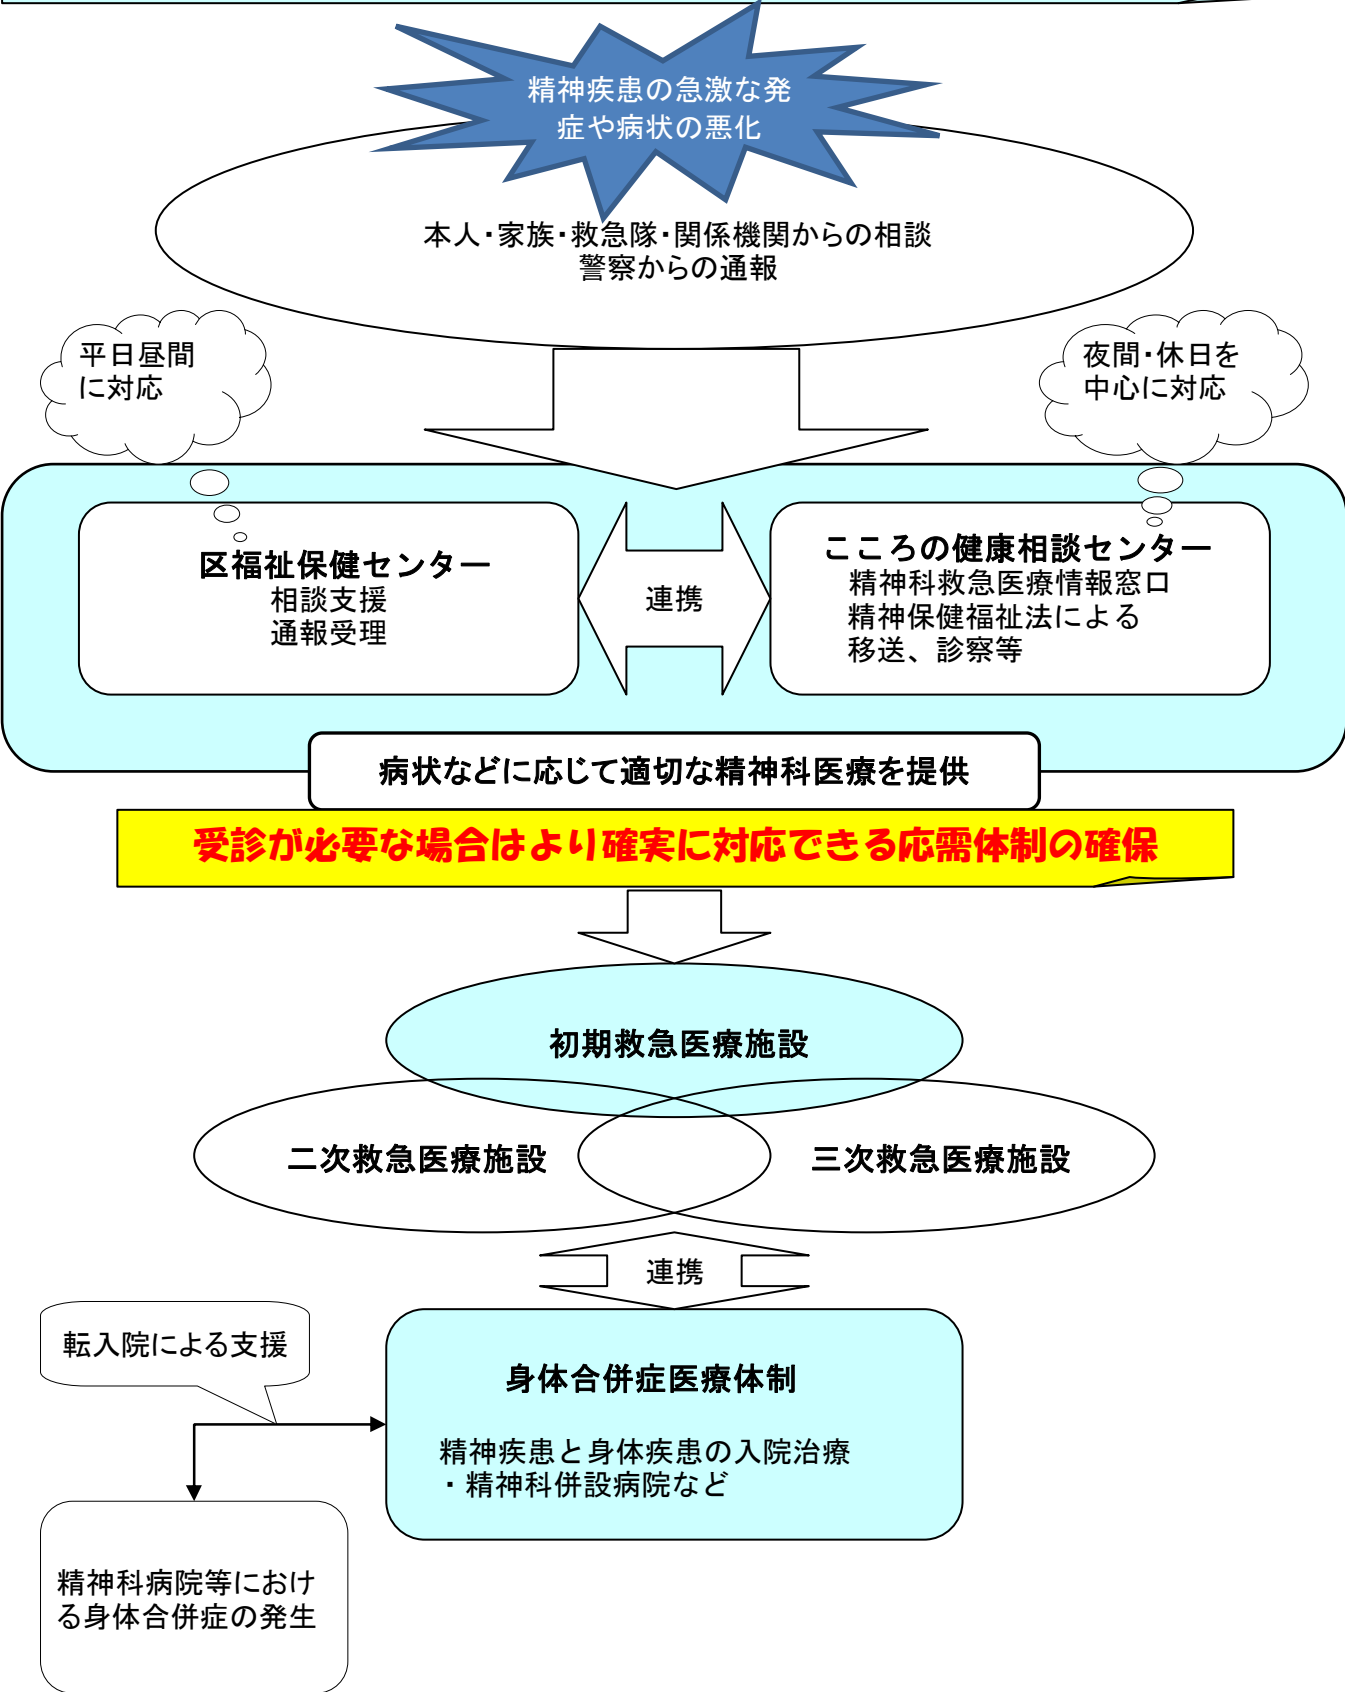 精神疾患の急激な発
症や病状の悪化
本人・家族・救急隊・関係機関からの相談
警察からの通報
平日昼間
に対応
夜間・休日を
中心に対応
区福祉保健センター
相談支援
通報受理
連携
こころの健康相談センター
精神科救急医療情報窓口
精神保健福祉法による
移送、診察等
病状などに応じて適切な精神科医療を提供
受診が必要な場合はより確実に対応できる応需体制の確保
初期救急医療施設
二次救急医療施設
三次救急医療施設
連携
転入院による支援
身体合併症医療体制
精神疾患と身体疾患の入院治療
・精神科併設病院など
精神科病院等におけ
る身体合併症の発生